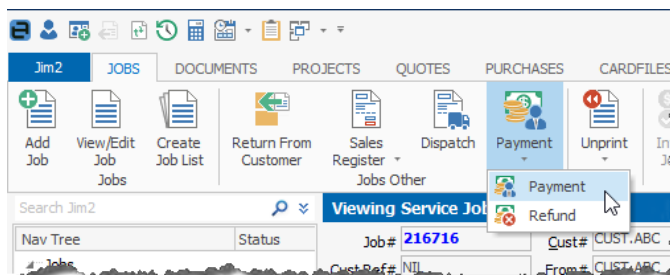 Jim2 JOBS DOCUMENTS PROJECTS QUOTES PURCHASES CARDFILES
Add Job
View/Edit Job
Create Job List
Return From Customer
Sales Register
Dispatch
Payment
Unprint
Jobs
Jobs Other
Payment
Refund
Search Jim2
Viewing Service Job
Nav Tree Status
Job# 216716 Cust# CUST.ABC
Jobs
CustRef# NIL From# CUST.ABC